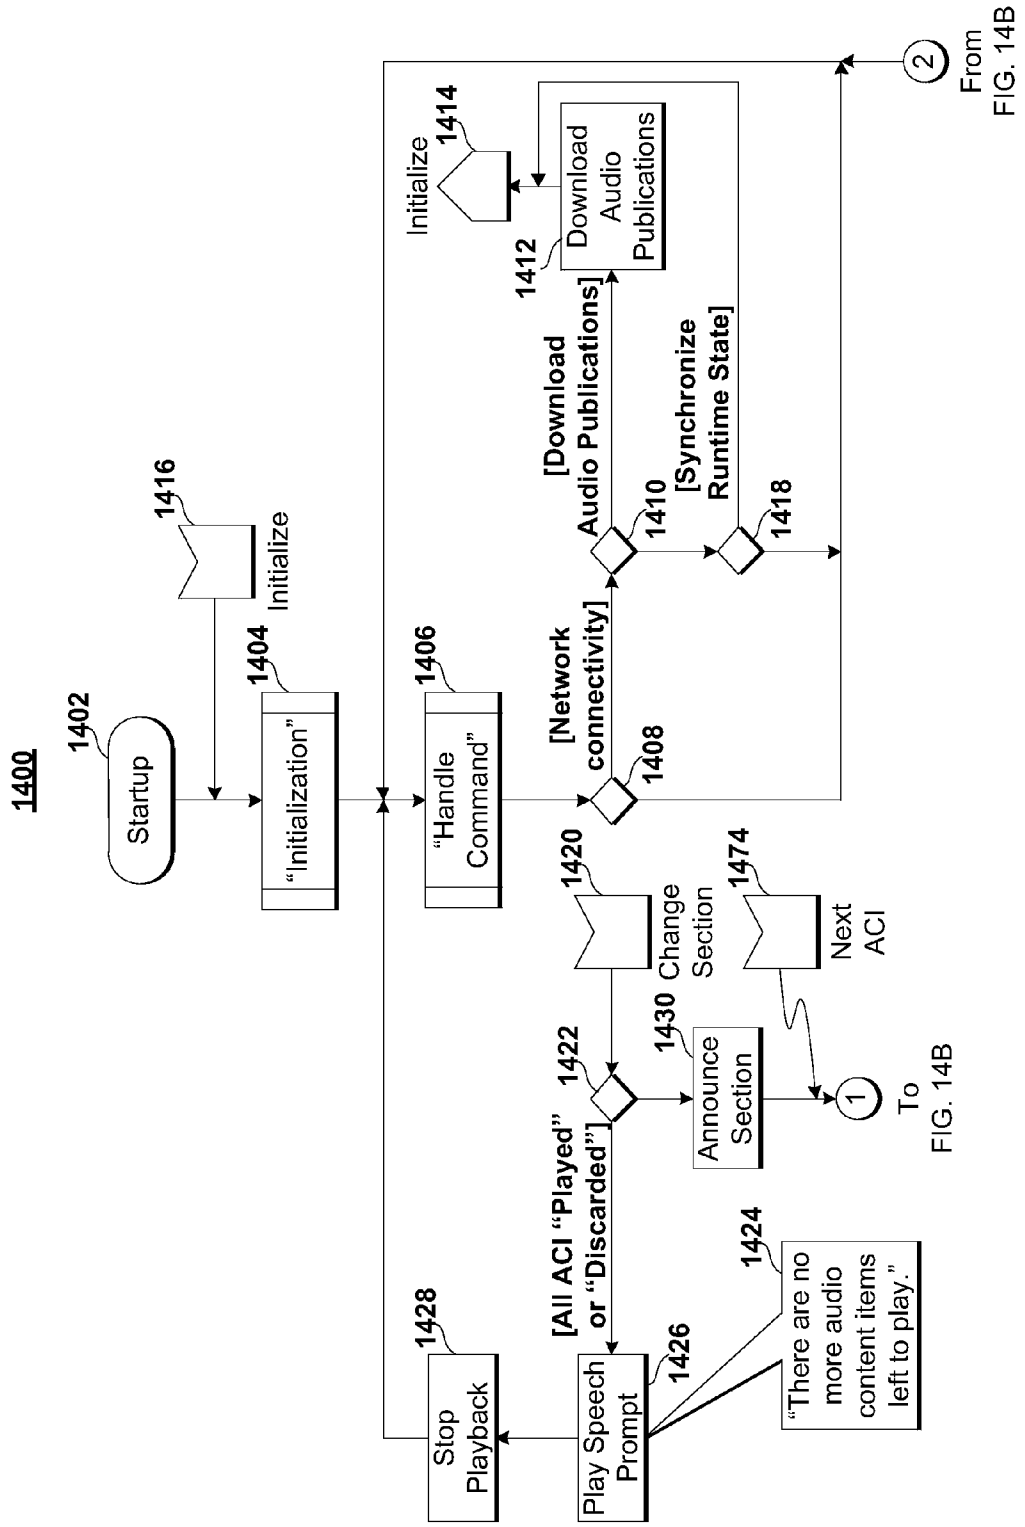 1400
1402
Startup
1416
Initialize
1404
“Initialization”
1406
“Handle
Command”
1408
[Network
connectivity]
1410
[Download
Audio Publications]
1412
Download
Audio
Publications
Initialize
1414
[Synchronize
Runtime State]
1418
2
From
FIG. 14B
1420
Change
Section
1422
[All ACI “Played”
or “Discarded”]
1430
Announce
Section
1474
Next
ACI
1
To
FIG. 14B
1428
Stop
Playback
1426
Play Speech
Prompt
1424
“There are no
more audio
content items
left to play.”